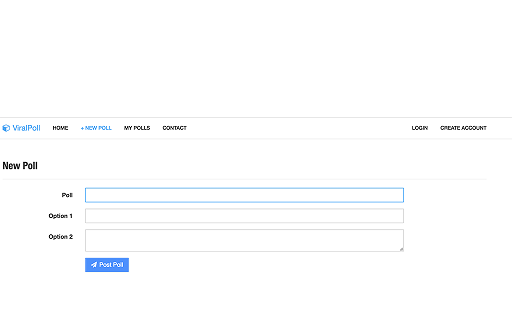 ViralPoll HOME + NEW POLL MY POLLS CONTACT LOGIN CREATE ACCOUNT
New Poll
Poll
Option 1
Option 2
Post Poll